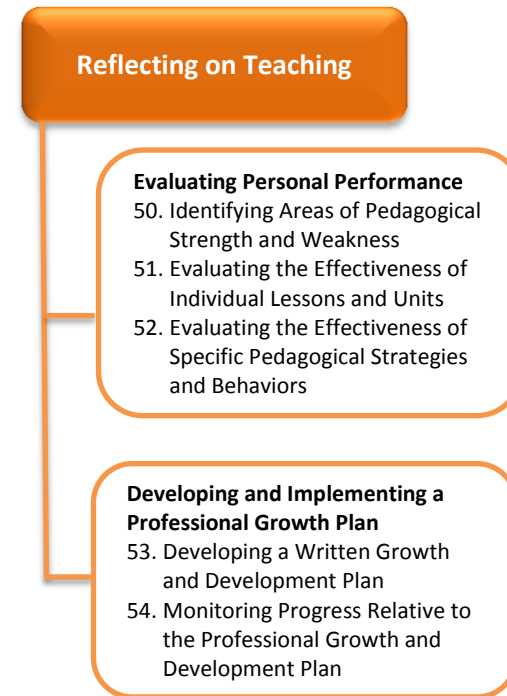 Reflecting on Teaching
Evaluating Personal Performance
50. Identifying Areas of Pedagogical
Strength and Weakness
51. Evaluating the Effectiveness of
Individual Lessons and Units
52. Evaluating the Effectiveness of
Specific Pedagogical Strategies
and Behaviors
Developing and Implementing a
Professional Growth Plan
53. Developing a Written Growth
and Development Plan
54. Monitoring Progress Relative to
the Professional Growth and
Development Plan